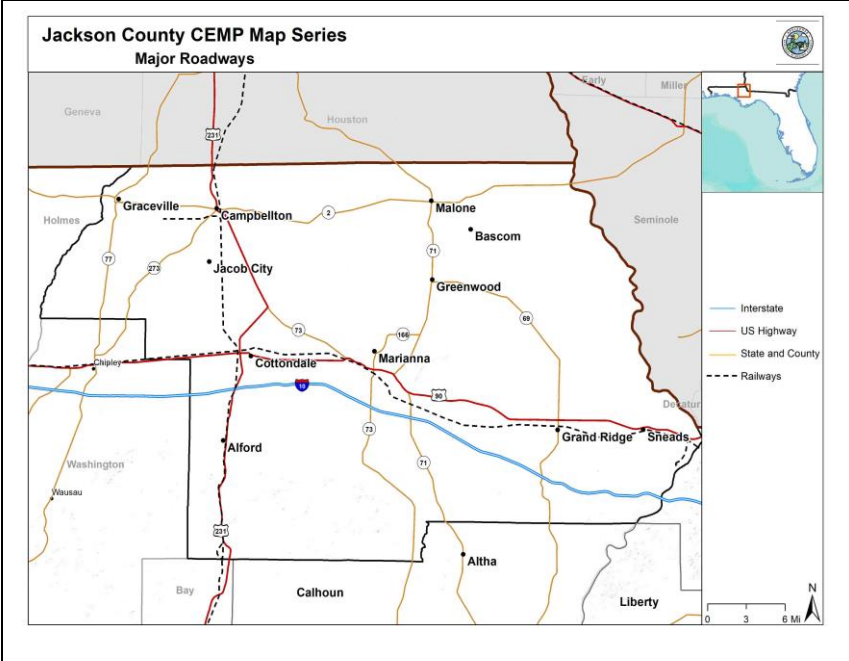 Jackson County CEMP Map Series
Major Roadways
Early
Miller
Geneva
Houston
231
Graceville
Campbellton
2
Malone
Holmes
Seminole
Bascom
71
77
273
Jacob City
Greenwood
69
73
166
Interstate
US Highway
State and County
Railways
Chipley
Cottondale
Marianna
10
90
Decatur
73
Grand Ridge
Sneads
Alford
71
Washington
Wausau
231
Altha
Bay
Calhoun
Liberty
N
0 3 6 Mi